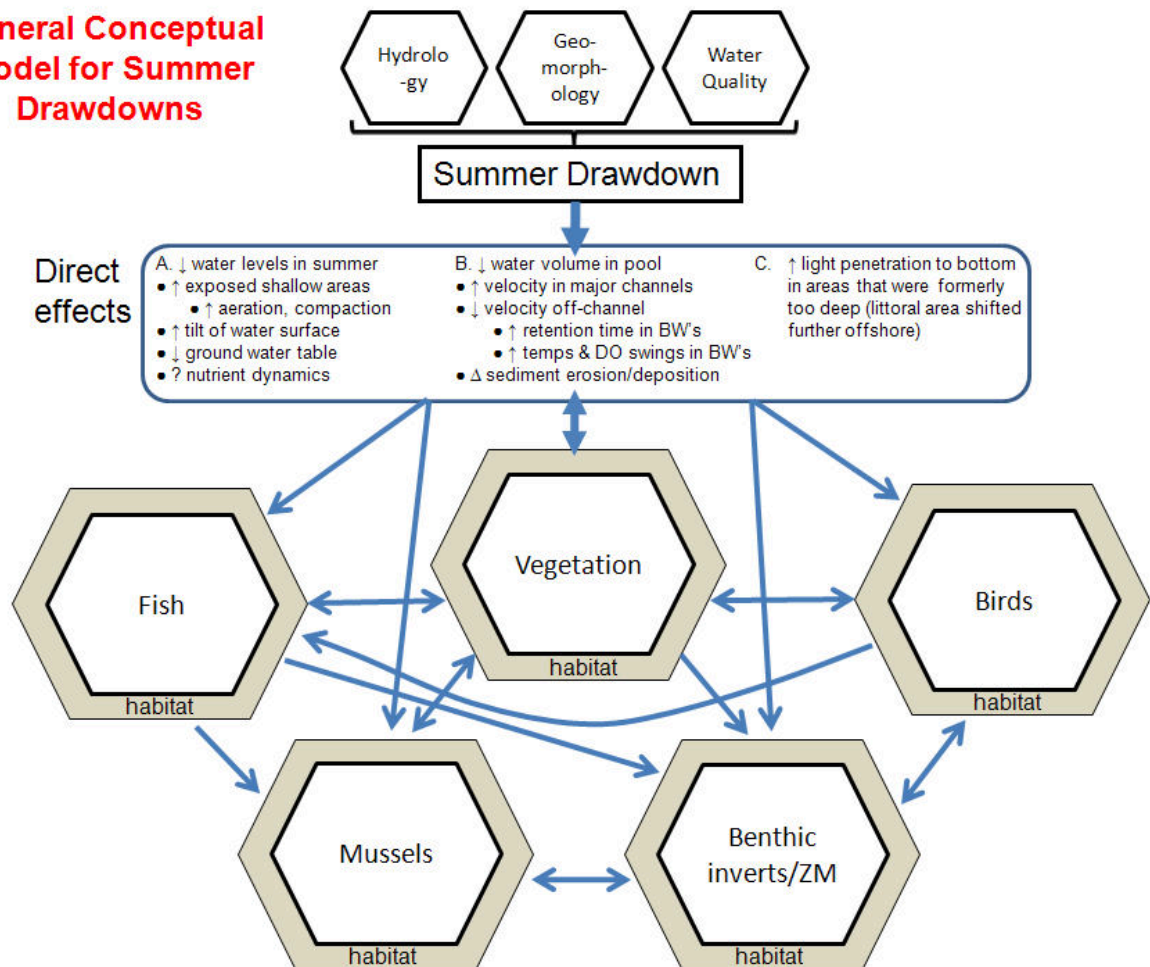 neral Conceptual
odel for Summer
Drawdowns
Hydrolo
-gy
Geo-
morph-
ology
Water
Quality
Summer Drawdown
Direct
effects
A. ↓ water levels in summer
● ↑ exposed shallow areas
● ↑ aeration, compaction
● ↑ tilt of water surface
● ↓ ground water table
● ? nutrient dynamics
B. ↓ water volume in pool
● ↑ velocity in major channels
● ↓ velocity off-channel
● ↑ retention time in BW's
● ↑ temps & DO swings in BW's
● Δ sediment erosion/deposition
C. ↑ light penetration to bottom
in areas that were formerly
too deep (littoral area shifted
further offshore)
Fish
habitat
Vegetation
habitat
Birds
habitat
Mussels
habitat
Benthic
inverts/ZM
habitat